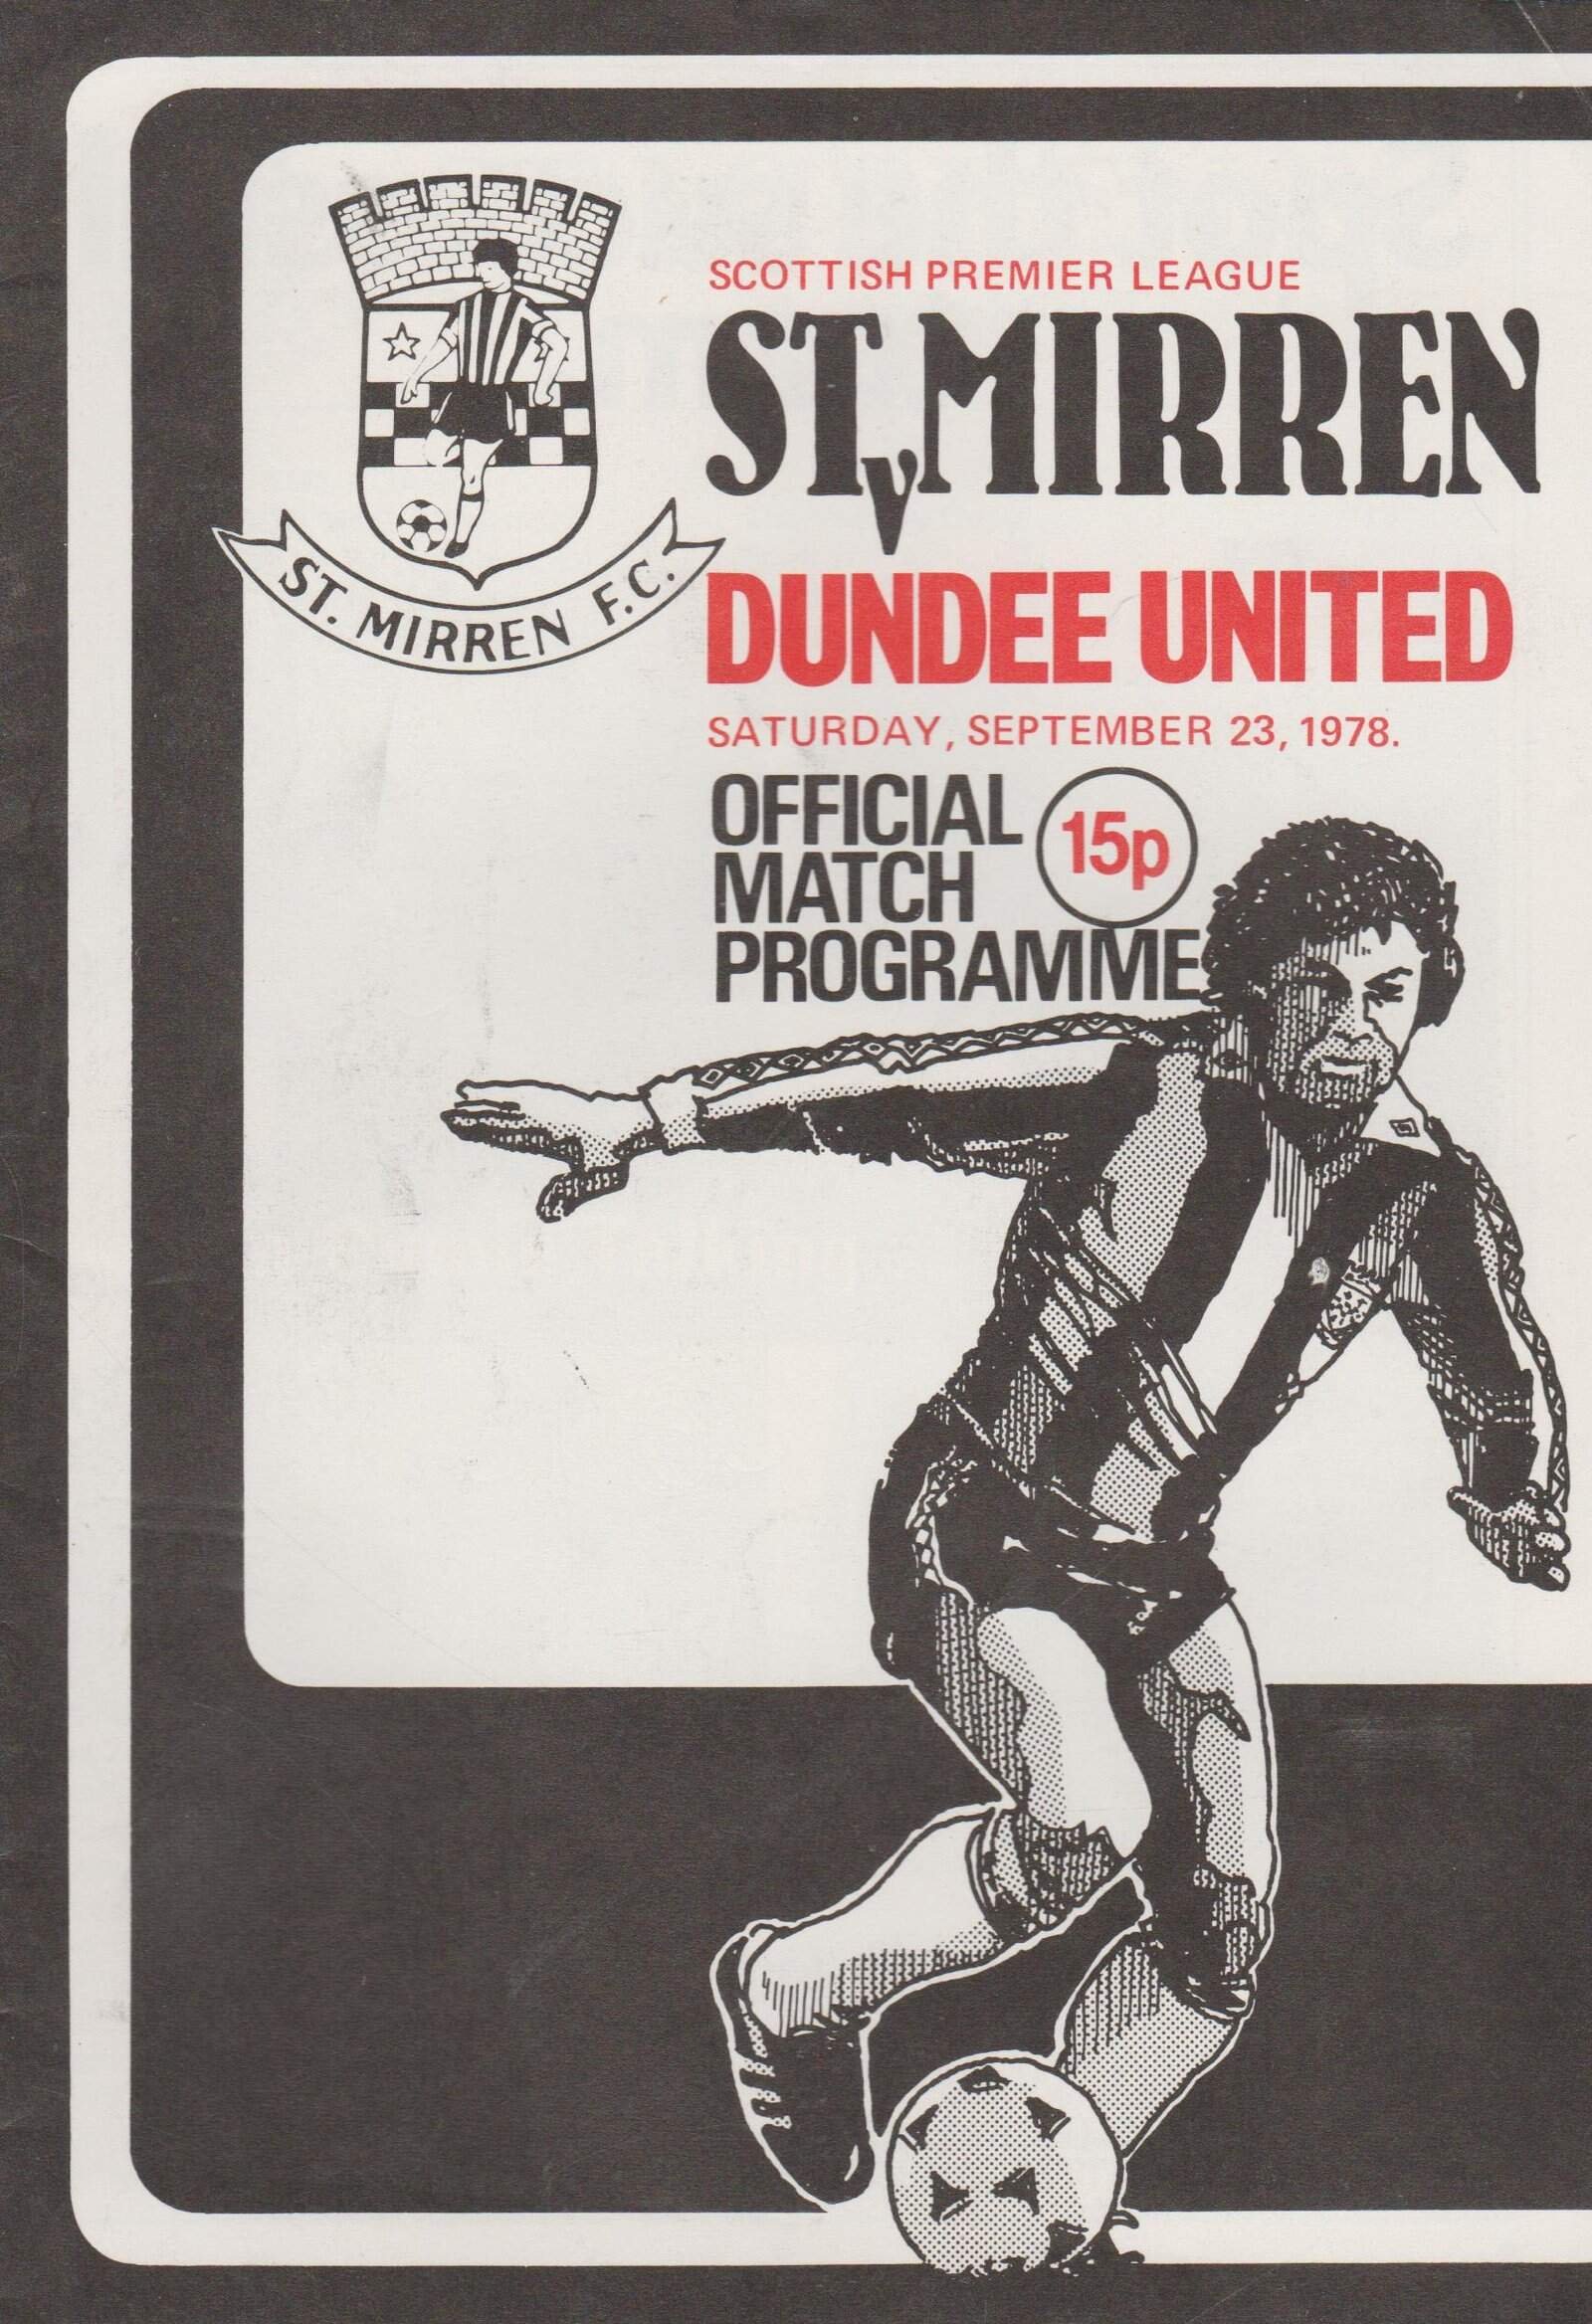 ST. MIRREN F.C.
SCOTTISH PREMIER LEAGUE
ST. MIRREN
v
DUNDEE UNITED
SATURDAY, SEPTEMBER 23, 1978.
OFFICIAL
MATCH
PROGRAMME
15p